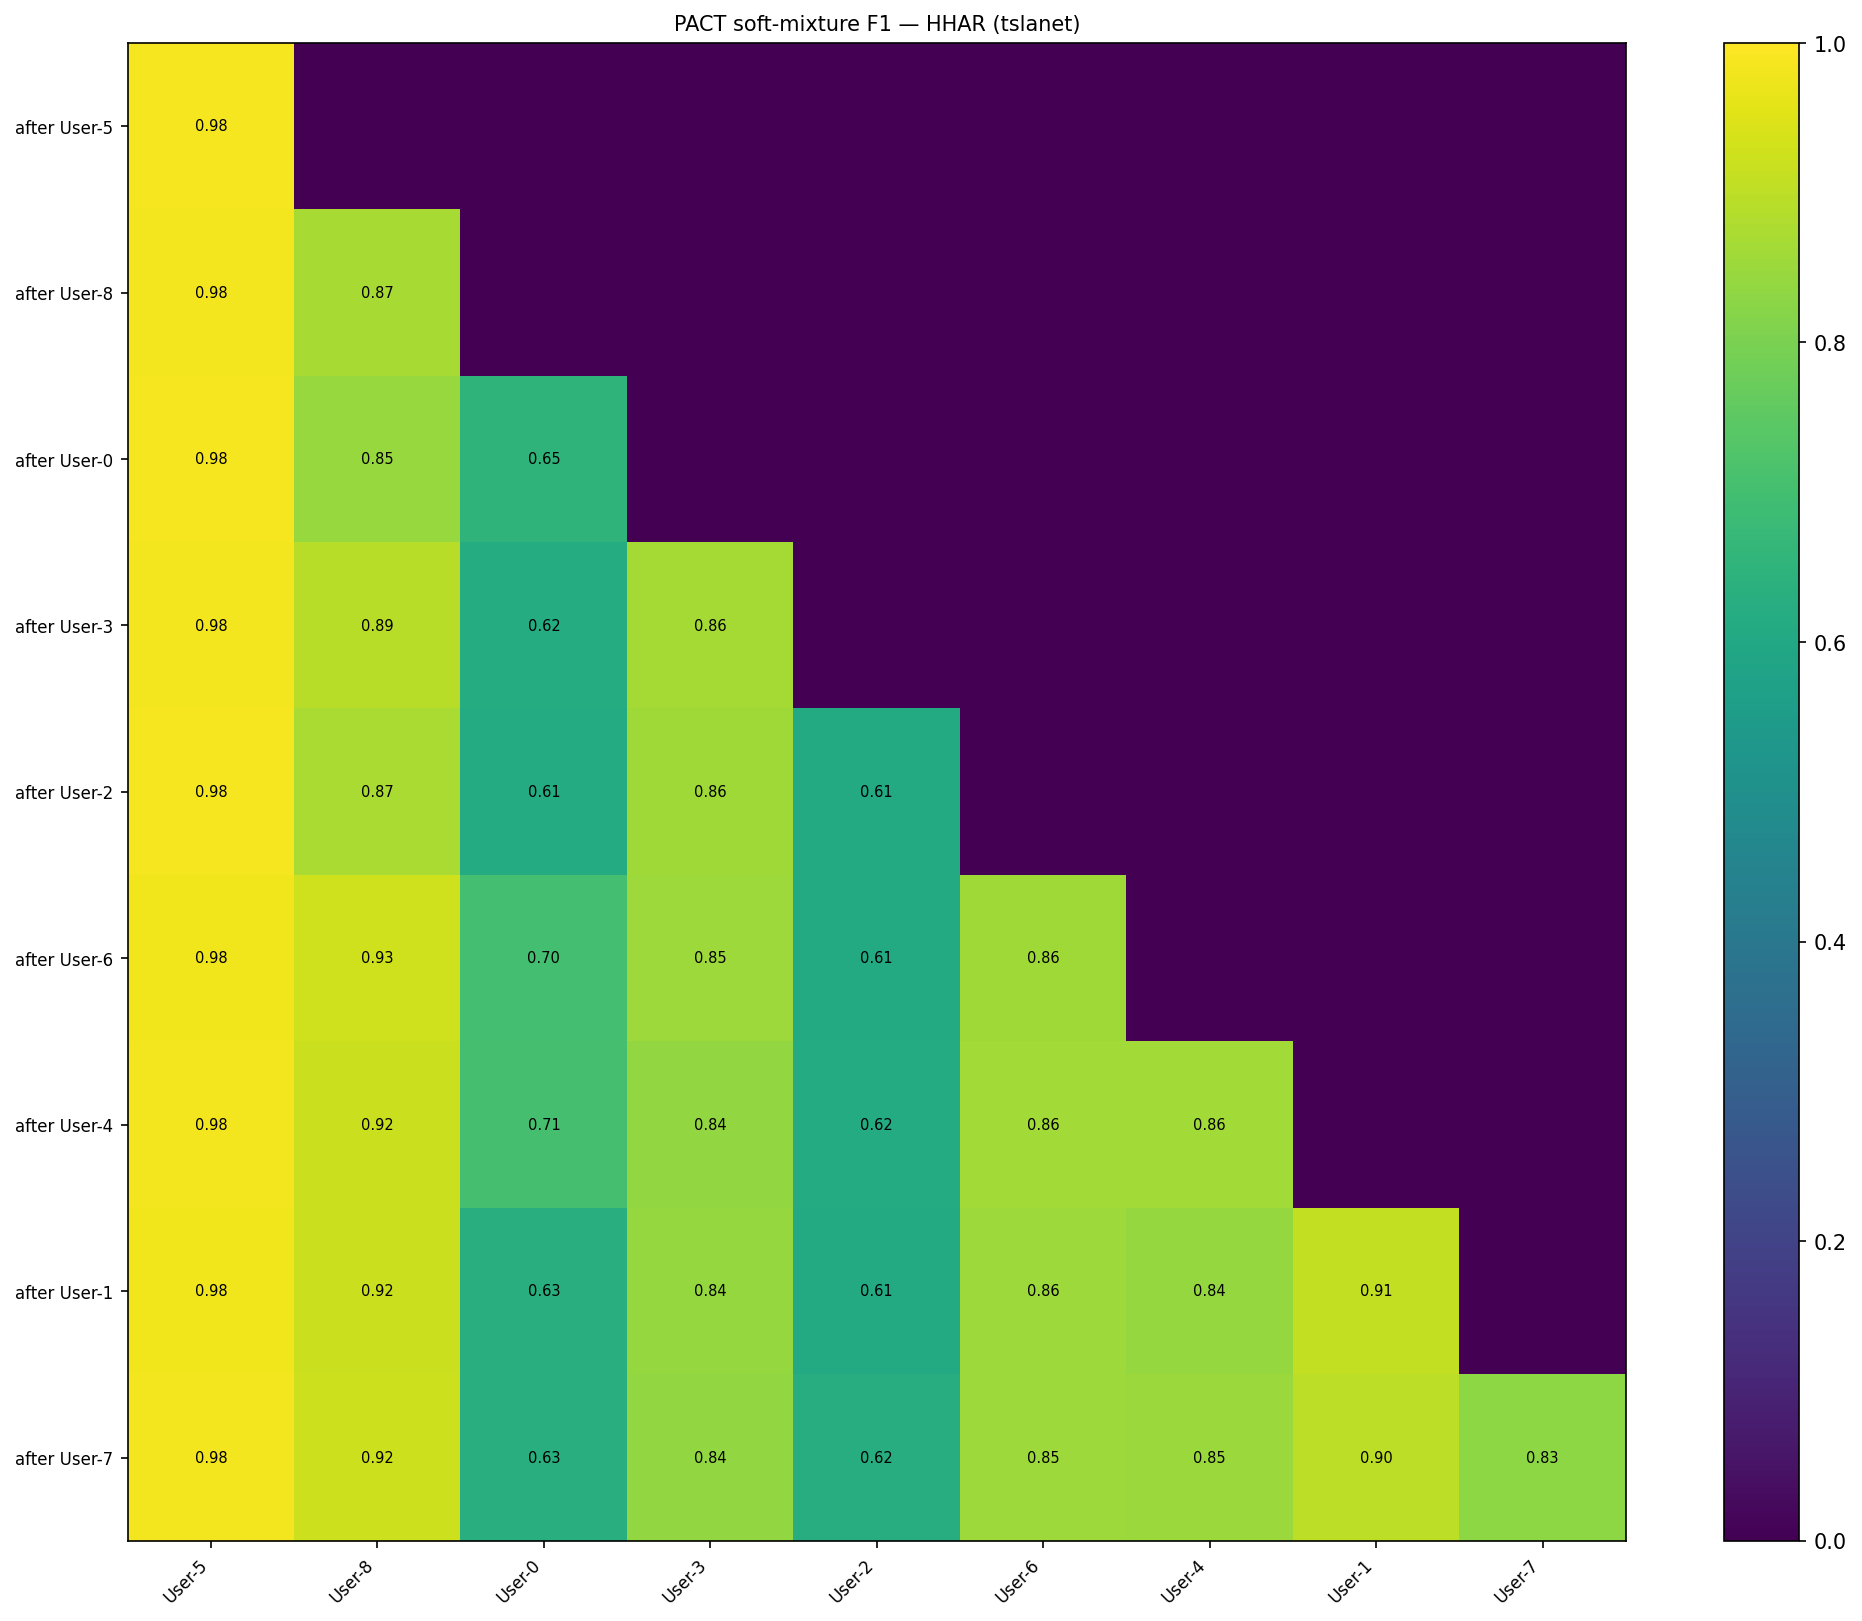 PACT soft-mixture F1 — HHAR (tslanet)
1.0
after User-5 0.98
after User-8 0.98 0.87
0.8
after User-0 0.98 0.85 0.65
after User-3 0.98 0.89 0.62 0.86
0.6
after User-2 0.98 0.87 0.61 0.86 0.61
after User-6 0.98 0.93 0.70 0.85 0.61 0.86
0.4
after User-4 0.98 0.92 0.71 0.84 0.62 0.86 0.86
0.2
after User-1 0.98 0.92 0.63 0.84 0.61 0.86 0.84 0.91
after User-7 0.98 0.92 0.63 0.84 0.62 0.85 0.85 0.90 0.83
0.0
User-5 User-8 User-0 User-3 User-2 User-6 User-4 User-1 User-7